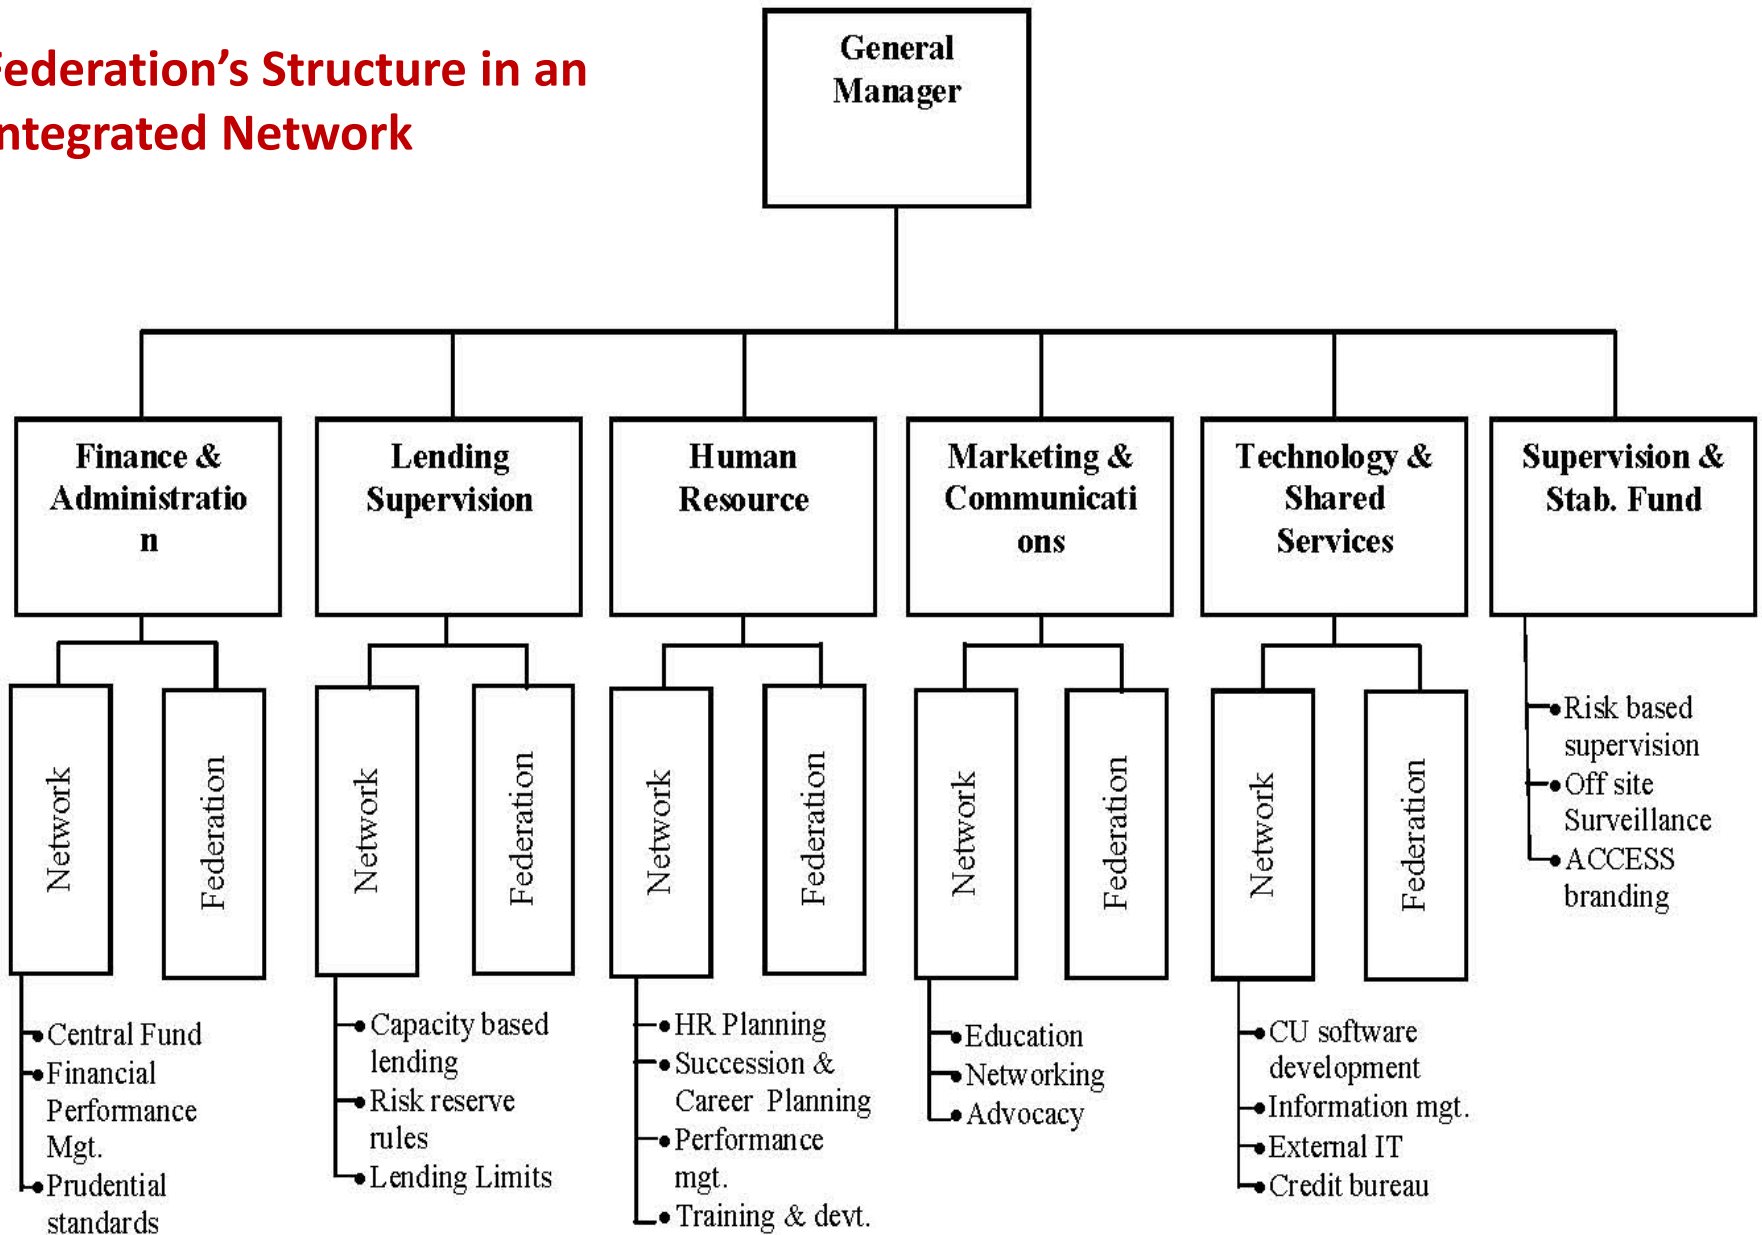 Federation’s Structure in an
Integrated Network
General
Manager
Finance &
Administratio
n
Lending
Supervision
Human
Resource
Marketing &
Communicati
ons
Technology &
Shared
Services
Supervision &
Stab. Fund
Network
Federation
Network
Federation
Network
Federation
Network
Federation
Network
Federation
Central Fund
Financial
Performance
Mgt.
Prudential
standards
Capacity based
lending
Risk reserve
rules
Lending Limits
HR Planning
Succession &
Career Planning
Performance
mgt.
Training & devt.
Education
Networking
Advocacy
CU software
development
Information mgt.
External IT
Credit bureau
Risk based
supervision
Off site
Surveillance
ACCESS
branding